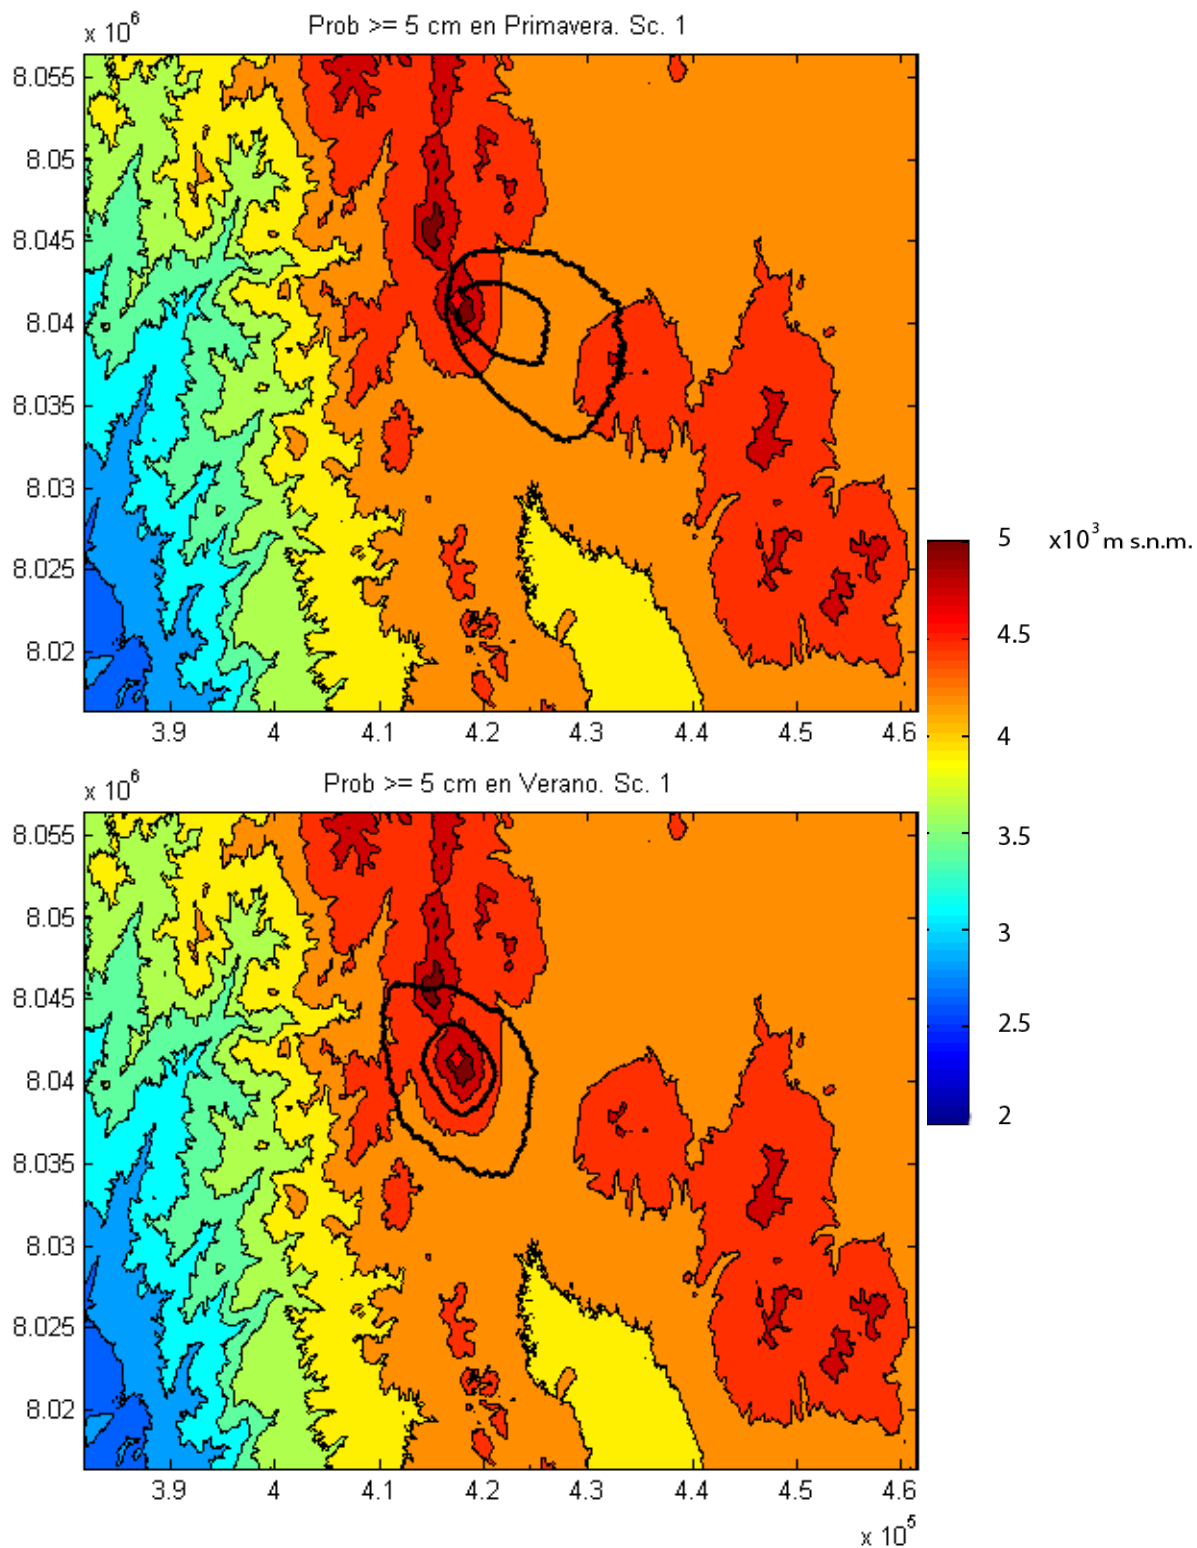 Prob >= 5 cm en Primavera. Sc. 1
x 10^6
8.055
8.05
8.045
8.04
8.035
8.03
8.025
8.02
3.9 4 4.1 4.2 4.3 4.4 4.5 4.6
5 x10^3 m s.n.m.
4.5
4
3.5
3
2.5
2
Prob >= 5 cm en Verano. Sc. 1
x 10^6
8.055
8.05
8.045
8.04
8.035
8.03
8.025
8.02
3.9 4 4.1 4.2 4.3 4.4 4.5 4.6
x 10^5